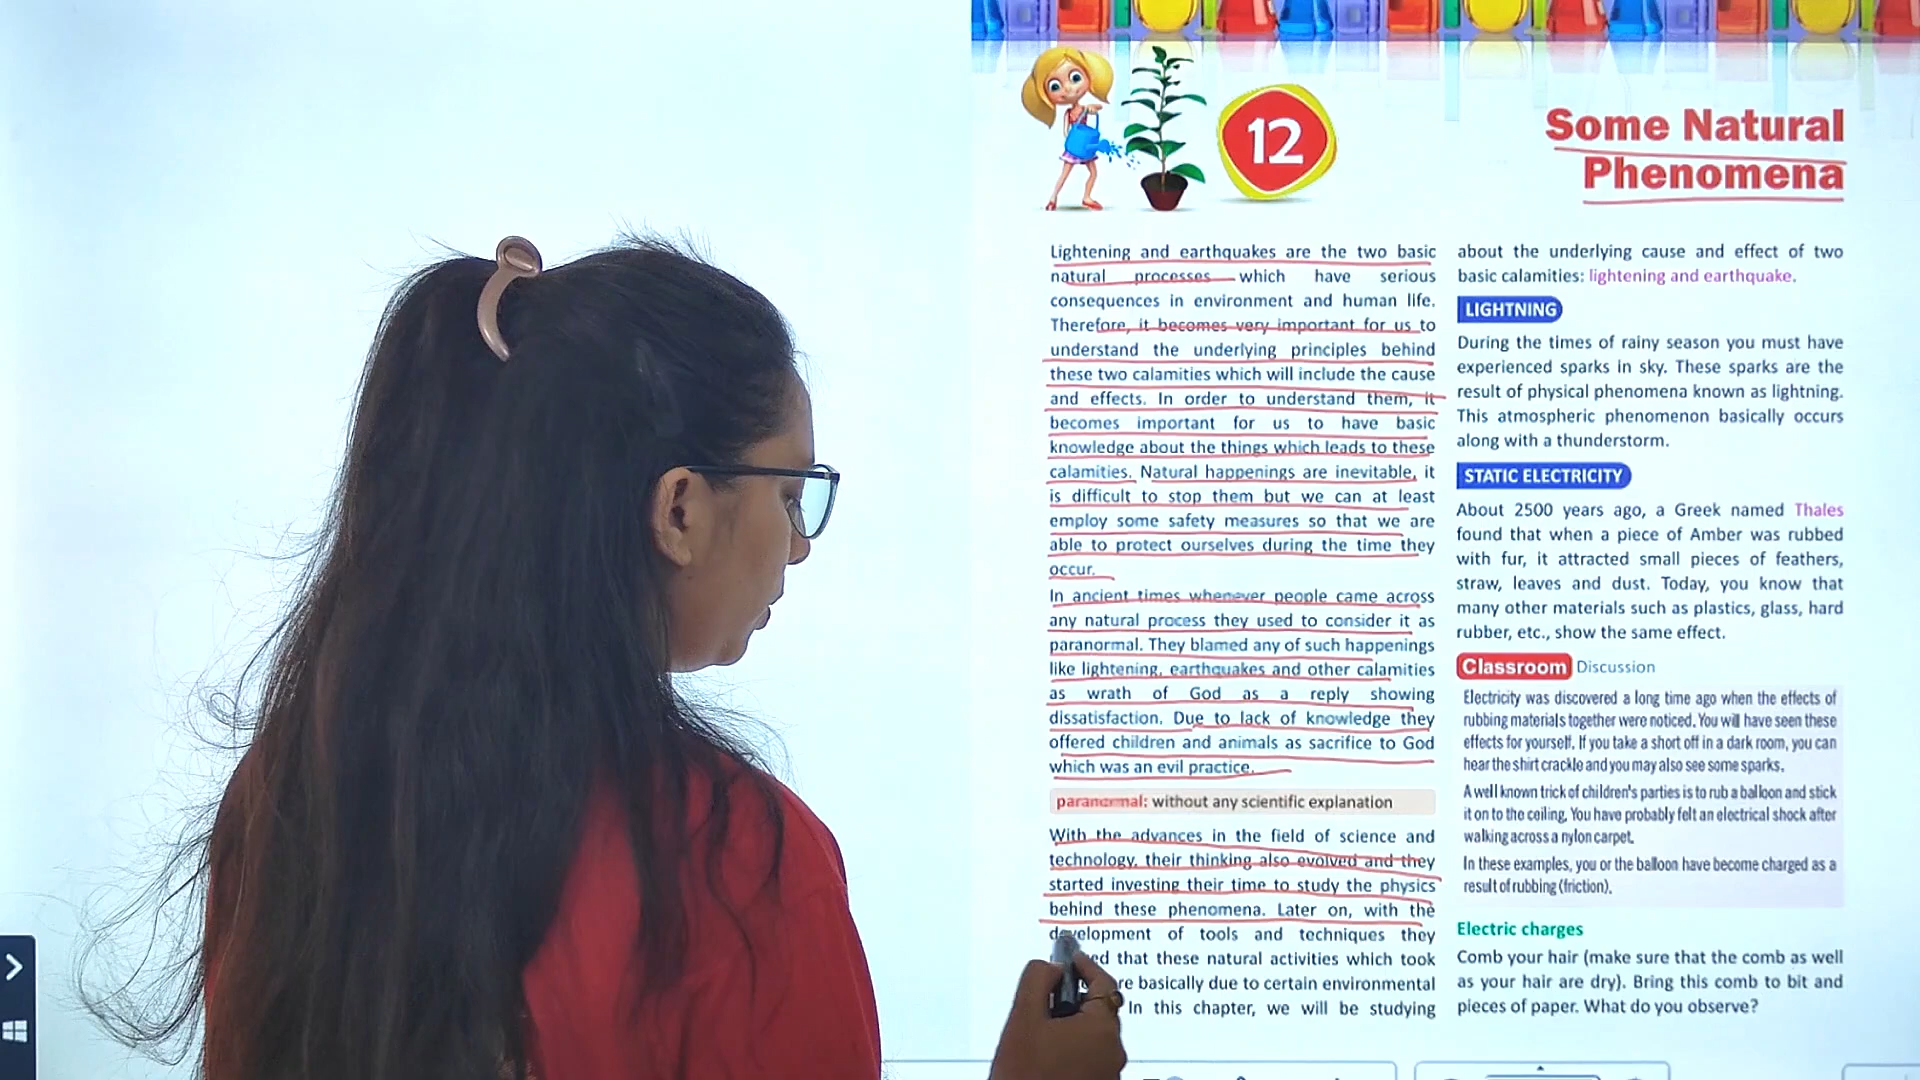 12
Some Natural
Phenomena
Lightening and earthquakes are the two basic
natural processes which have serious
consequences in environment and human life.
Therefore, it becomes very important for us to
understand the underlying principles behind
these two calamities which will include the cause
and effects. In order to understand them, it
becomes important for us to have basic
knowledge about the things which leads to these
calamities. Natural happenings are inevitable, it
is difficult to stop them but we can at least
employ some safety measures so that we are
able to protect ourselves during the time they
occur.
In ancient times whenever people came across
any natural process they used to consider it as
paranormal. They blamed any of such happenings
like lightening, earthquakes and other calamities
as wrath of God as a reply showing
dissatisfaction. Due to lack of knowledge they
offered children and animals as sacrifice to God
which was an evil practice.
paranormal: without any scientific explanation
With the advances in the field of science and
technology, their thinking also evolved and they
started investing their time to study the physics
behind these phenomena. Later on, with the
development of tools and techniques they
that these natural activities which took
basically due to certain environmental
In this chapter, we will be studying
about the underlying cause and effect of two
basic calamities: lightening and earthquake.
LIGHTNING
During the times of rainy season you must have
experienced sparks in sky. These sparks are the
result of physical phenomena known as lightning.
This atmospheric phenomenon basically occurs
along with a thunderstorm.
STATIC ELECTRICITY
About 2500 years ago, a Greek named Thales
found that when a piece of Amber was rubbed
with fur, it attracted small pieces of feathers,
straw, leaves and dust. Today, you know that
many other materials such as plastics, glass, hard
rubber, etc., show the same effect.
Classroom Discussion
Electricity was discovered a long time ago when the effects of
rubbing materials together were noticed. You will have seen these
effects for yourself. If you take a short off in a dark room, you can
hear the shirt crackle and you may also see some sparks.
A well known trick of children's parties is to rub a balloon and stick
it on to the ceiling. You have probably felt an electrical shock after
walking across a nylon carpet.
In these examples, you or the balloon have become charged as a
result of rubbing (friction).
Electric charges
Comb your hair (make sure that the comb as well
as your hair are dry). Bring this comb to bit and
pieces of paper. What do you observe?